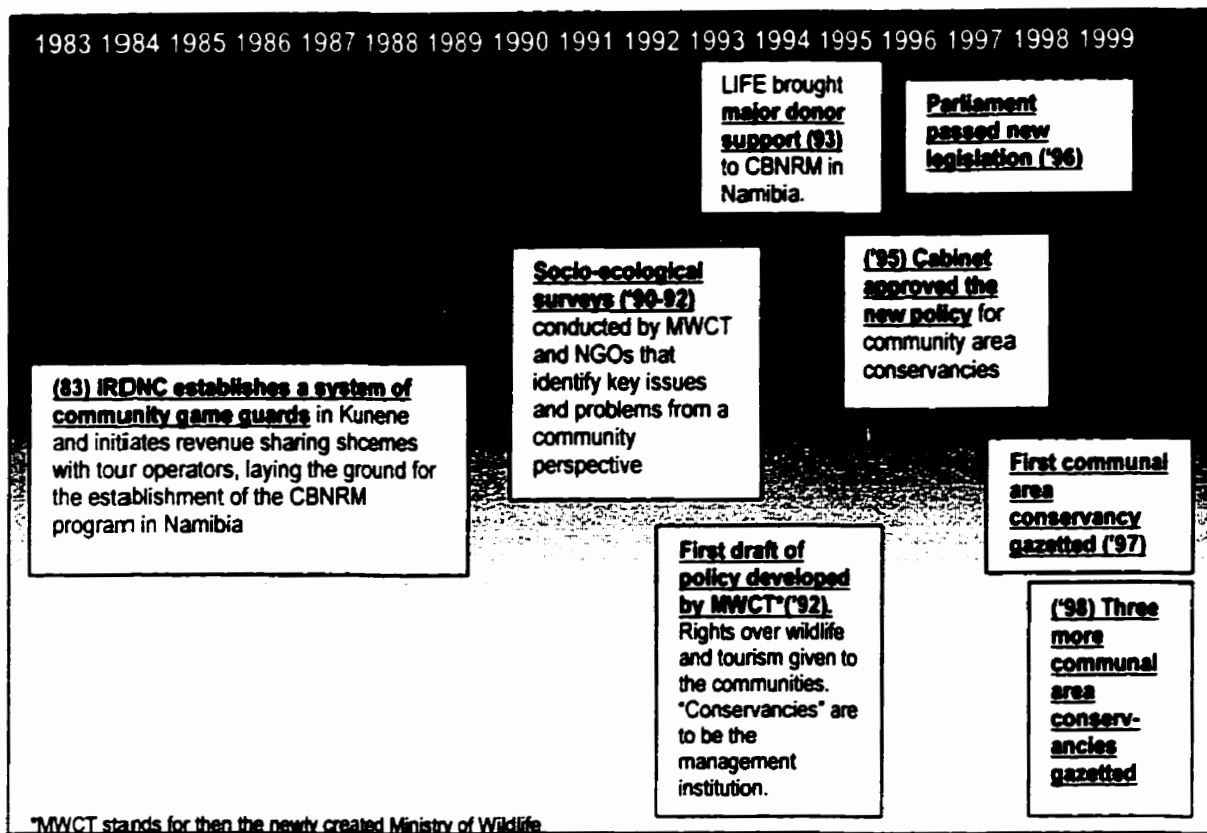 1983 1984 1985 1986 1987 1988 1989 1990 1991 1992 1993 1994 1995 1996 1997 1998 1999
LIFE brought
major donor
support (93)
to CBNRM in
Namibia.
Parliament
passed new
legislation ('96)
Socio-ecological
surveys ('90-92)
conducted by MWCT
and NGOs that
identify key issues
and problems from a
community
perspective
('95) Cabinet
approved the
new policy for
community area
conservancies
(83) IRDNC establishes a system of
community game guards in Kunene
and initiates revenue sharing shcemes
with tour operators, laying the ground for
the establishment of the CBNRM
program in Namibia
First communal
area
conservancy
gazetted ('97)
First draft of
policy developed
by MWCT*('92).
Rights over wildlife
and tourism given to
the communities.
"Conservancies" are
to be the
management
institution.
('98) Three
more
communal
area
conserv-
ancies
gazetted
*MWCT stands for then the newly created Ministry of Wildlife